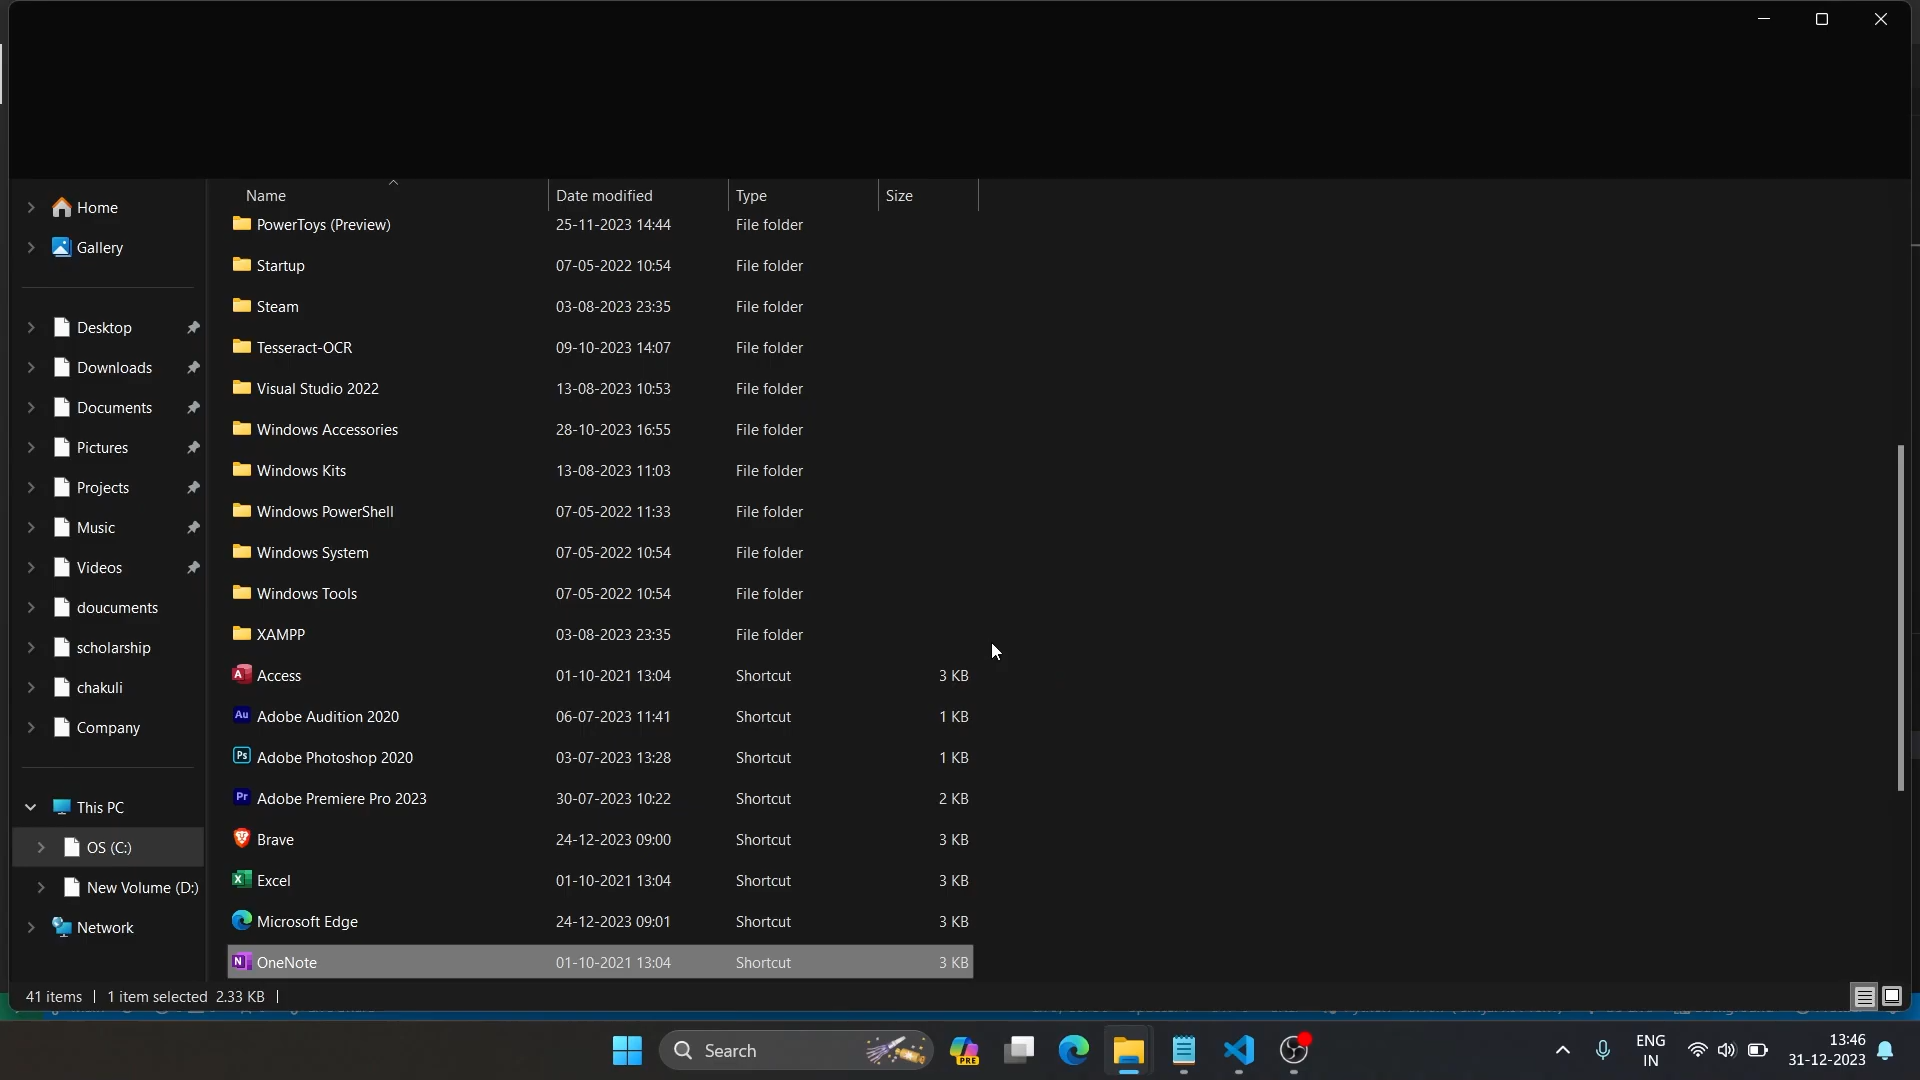 Home
Gallery
Desktop
Downloads
Documents
Pictures
Projects
Music
Videos
doucuments
scholarship
chakuli
Company
This PC
OS (C:)
New Volume (D:)
Network
Name Date modified Type Size
PowerToys (Preview) 25-11-2023 14:44 File folder
Startup 07-05-2022 10:54 File folder
Steam 03-08-2023 23:35 File folder
Tesseract-OCR 09-10-2023 14:07 File folder
Visual Studio 2022 13-08-2023 10:53 File folder
Windows Accessories 28-10-2023 16:55 File folder
Windows Kits 13-08-2023 11:03 File folder
Windows PowerShell 07-05-2022 11:33 File folder
Windows System 07-05-2022 10:54 File folder
Windows Tools 07-05-2022 10:54 File folder
XAMPP 03-08-2023 23:35 File folder
Access 01-10-2021 13:04 Shortcut 3 KB
Adobe Audition 2020 06-07-2023 11:41 Shortcut 1 KB
Adobe Photoshop 2020 03-07-2023 13:28 Shortcut 1 KB
Adobe Premiere Pro 2023 30-07-2023 10:22 Shortcut 2 KB
Brave 24-12-2023 09:00 Shortcut 3 KB
Excel 01-10-2021 13:04 Shortcut 3 KB
Microsoft Edge 24-12-2023 09:01 Shortcut 3 KB
OneNote 01-10-2021 13:04 Shortcut 3 KB
41 items 1 item selected 2.33 KB
Search PRE ENG 13:46
IN 31-12-2023